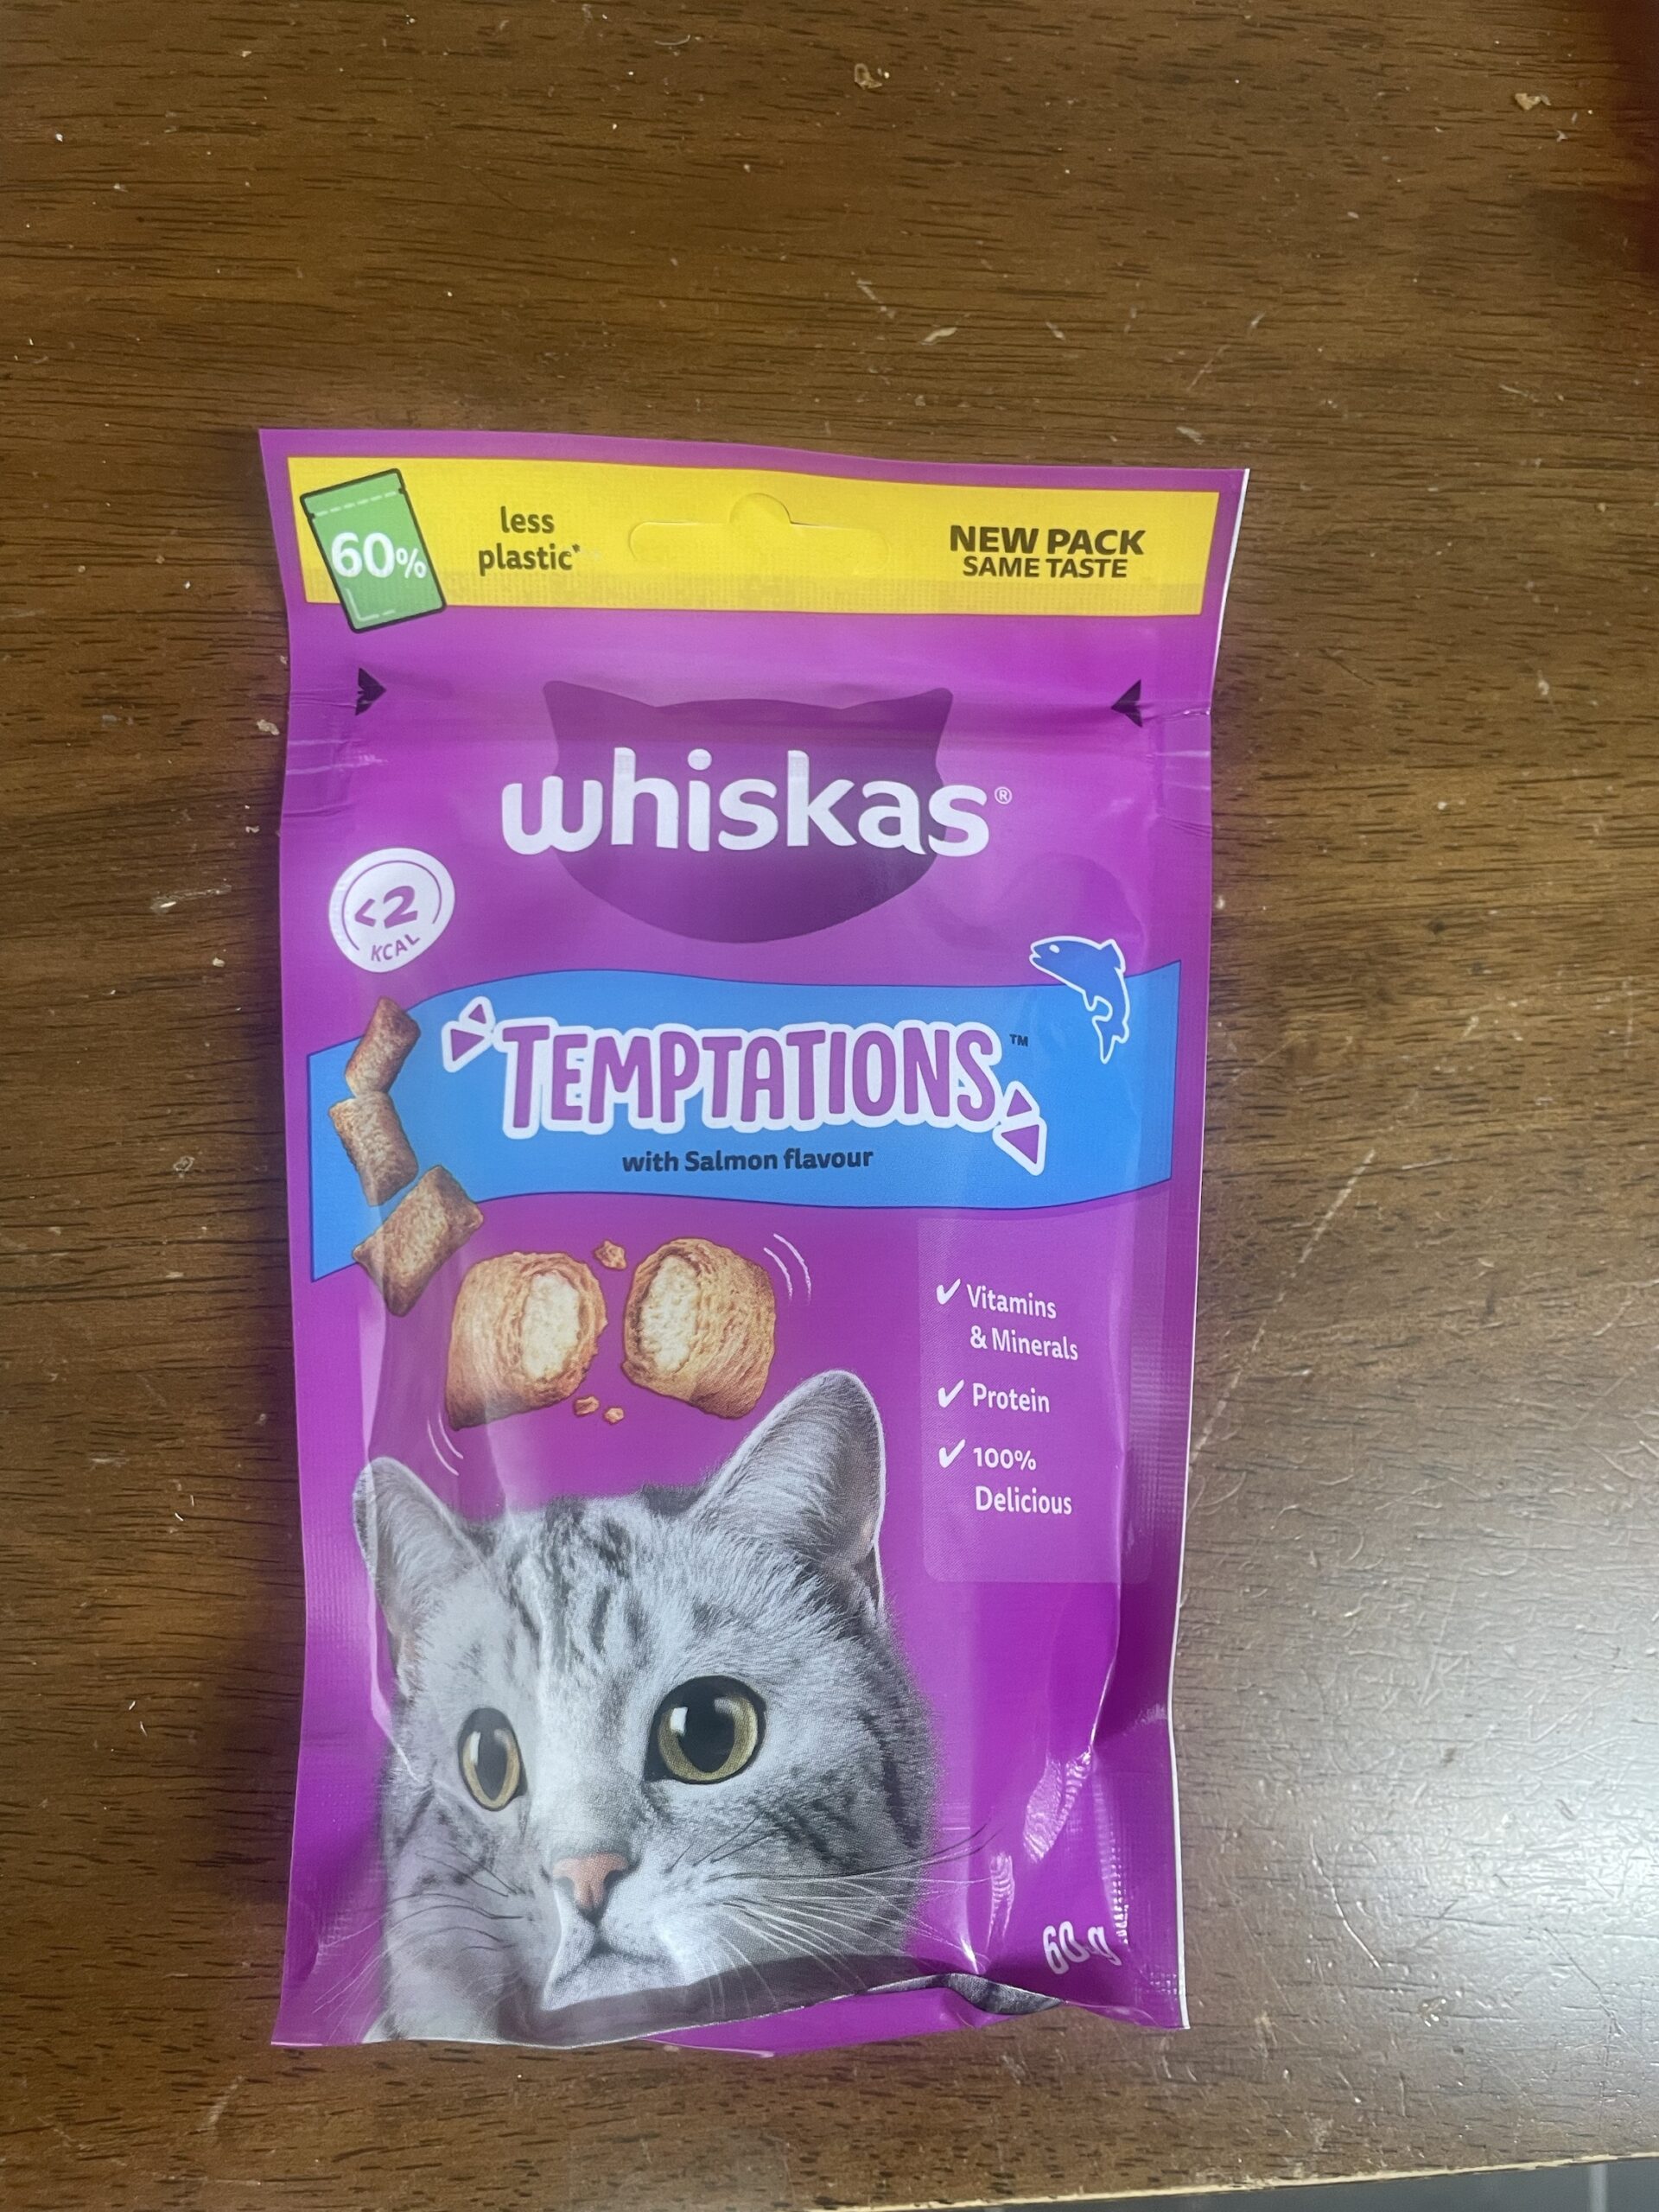 60%
less
plastic*
NEW PACK
SAME TASTE
whiskas®
<2
KCAL
TEMPTATIONS™
with Salmon flavour
✓ Vitamins
& Minerals
✓ Protein
✓ 100%
Delicious
60 g